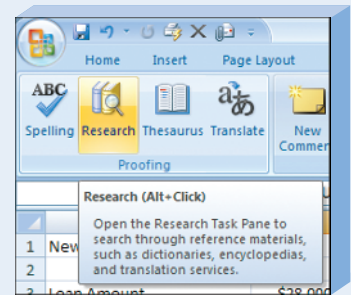 Home Insert Page Layout
ABC
Spelling Research Thesaurus Translate New
Commen
Proofing
Research (Alt+Click)
Open the Research Task Pane to
search through reference materials,
such as dictionaries, encyclopedias,
and translation services.
1 New
2
3 Loan Amount $28,000